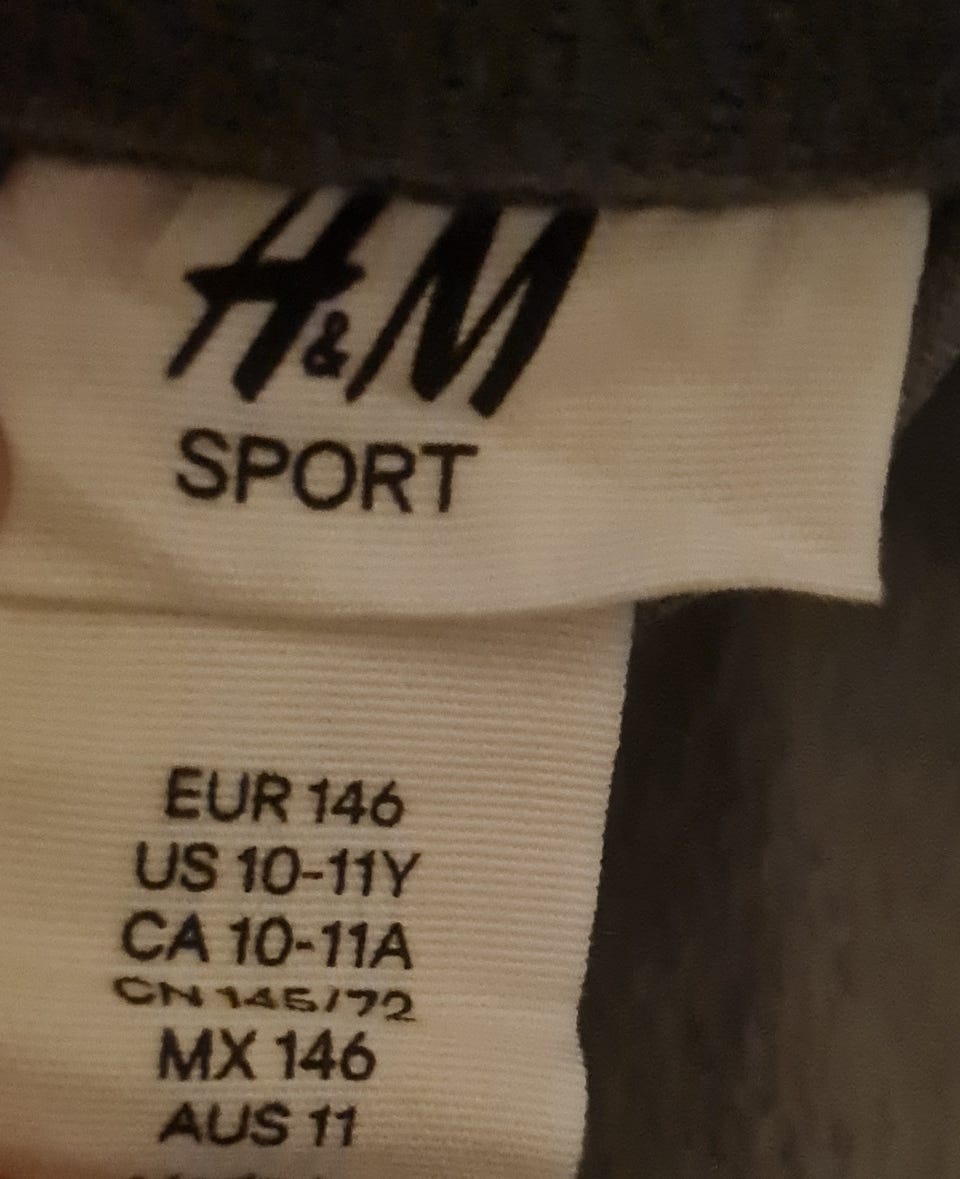 H&M
SPORT
EUR 146
US 10-11Y
CA 10-11A
CN 145/72
MX 146
AUS 11